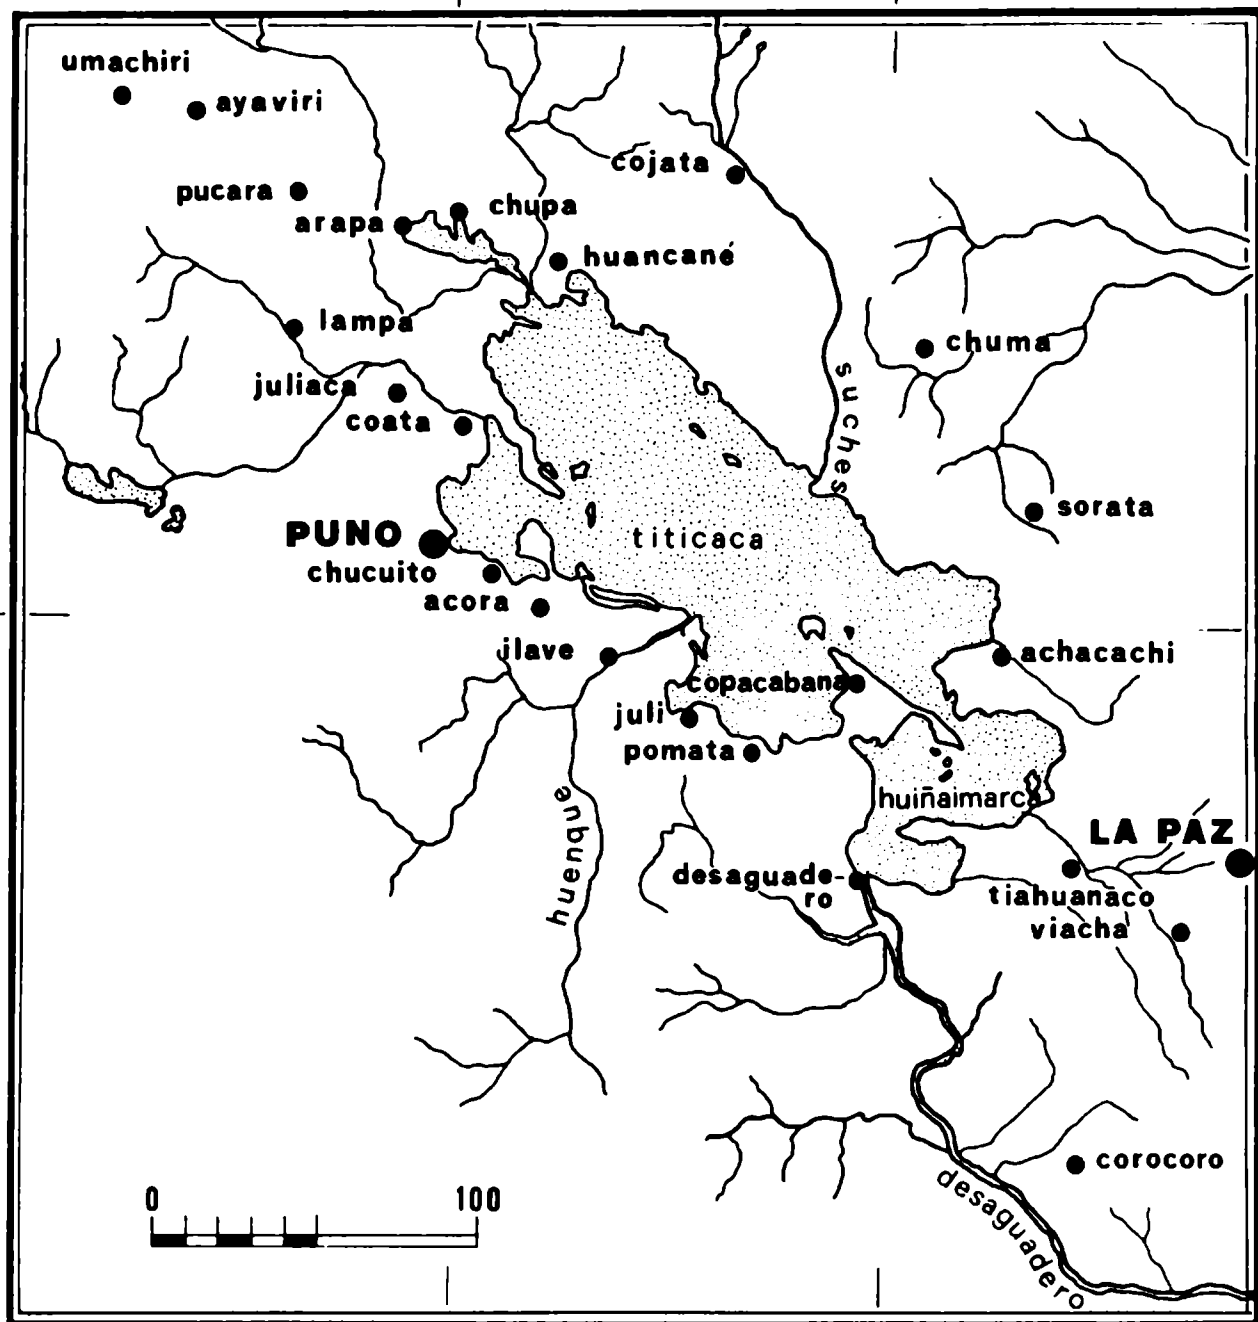 umachiri
ayaviri
pucara
arapa
chupa
cojata
huancané
lampa
chuma
juliaca
coata
suches
sorata
PUNO
titicaca
chucuito
acora
ilave
achacachi
copacabana
juli
pomata
huiñaimarca
huenque
LA PAZ
desaguade-
ro
tiahuanaco
viacha
corocoro
desaguadero
0 100